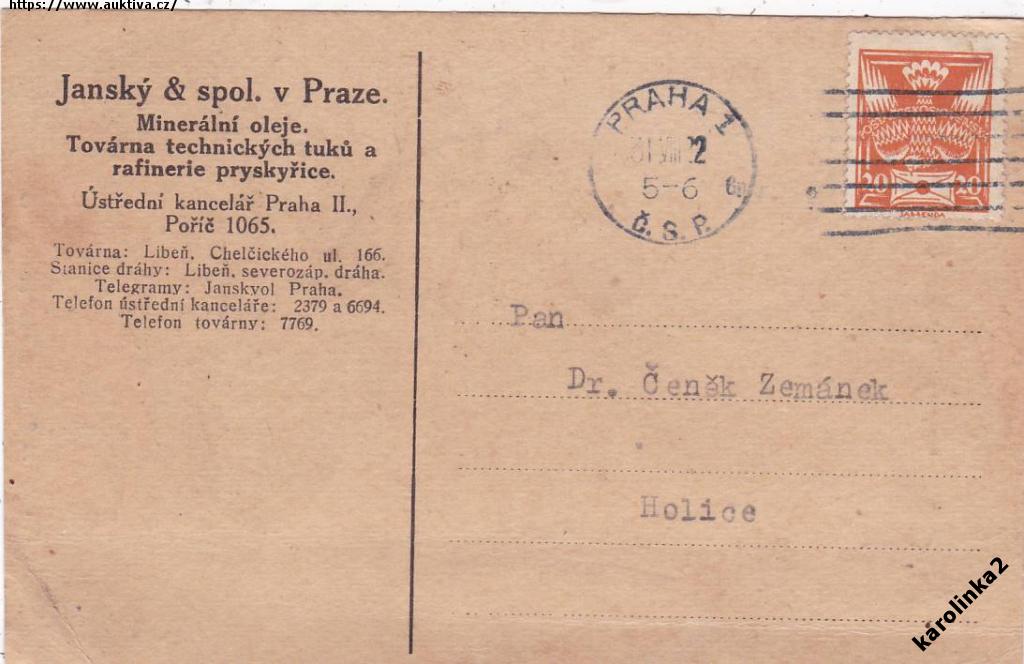 https://www.auktiva.cz/
Janský & spol. v Praze.
Minerální oleje.
Továrna technických tuků a
rafinerie pryskyřice.
Ústřední kancelář Praha II.,
Poříč 1065.
Továrna: Libeň, Chelčického ul. 166.
Stanice dráhy: Libeň, severozáp. dráha.
Telegramy: Janskyol Praha.
Telefon ústřední kanceláře: 2379 a 6694.
Telefon továrny: 7769.
PRAHA 1
31 VIII 22
5-6
Č.S.P.
20 20
Pan
Dr. Čeněk Zemánek
Holice
karolinka2